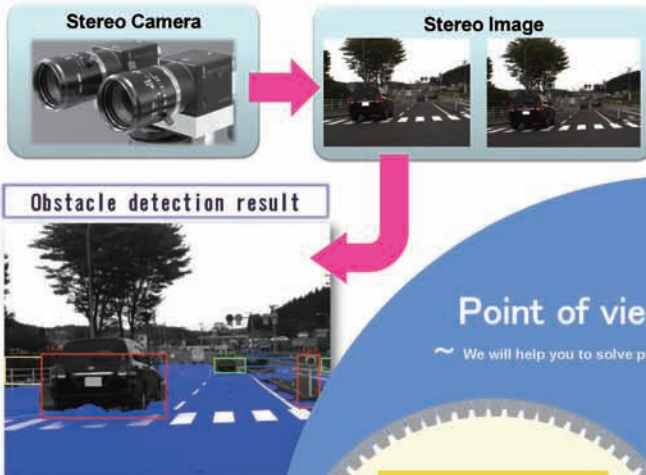 Stereo Camera
Stereo Image
Obstacle detection result
Point of vie
~ We will help you to solve p